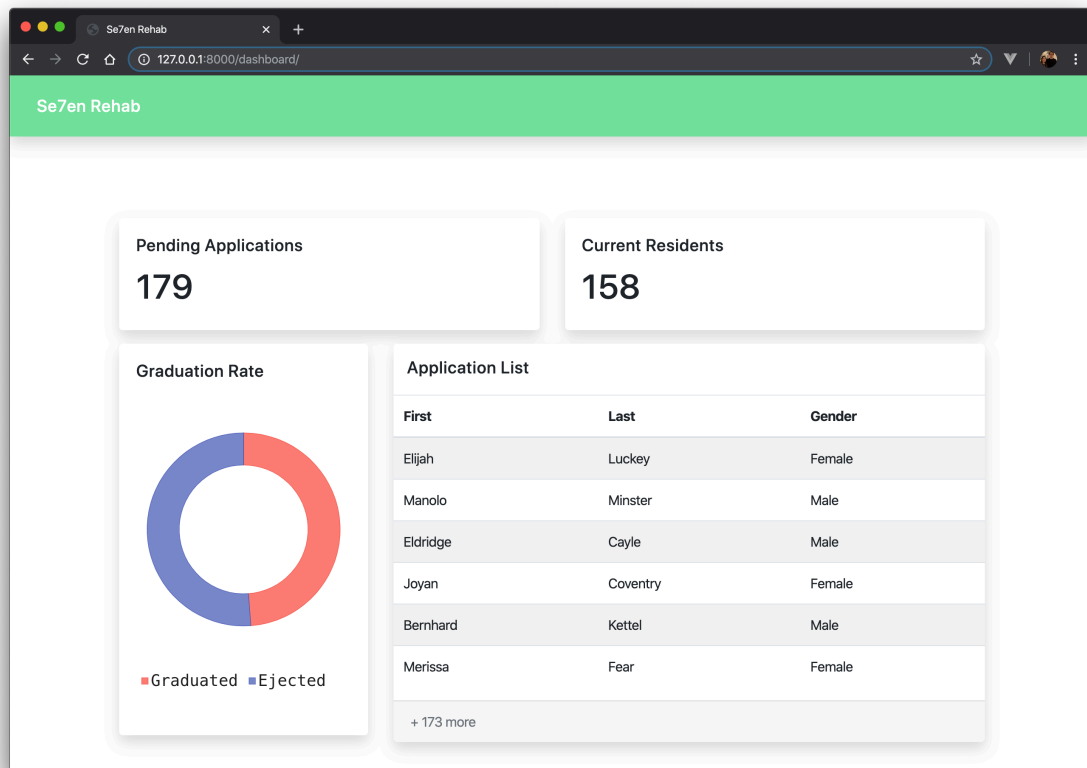 Se7en Rehab
127.0.0.1:8000/dashboard/
Se7en Rehab
Pending Applications
179
Current Residents
158
Graduation Rate
Graduated Ejected
Application List
First Last Gender
Elijah Luckey Female
Manolo Minster Male
Eldridge Cayle Male
Joyan Coventry Female
Bernhard Kettel Male
Merissa Fear Female
+ 173 more